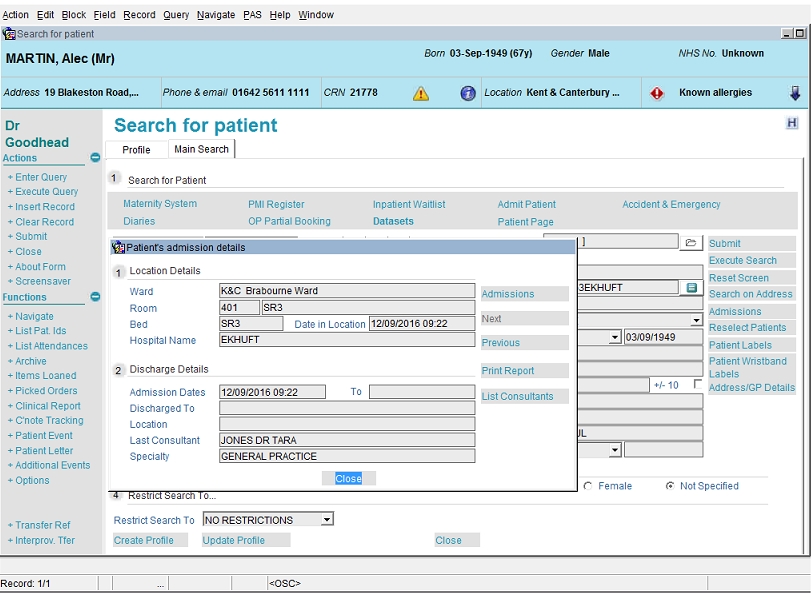 Action Edit Block Field Record Query Navigate PAS Help Window
Search for patient
MARTIN, Alec (Mr) Born 03-Sep-1949 (67y) Gender Male NHS No. Unknown
Address 19 Blakeston Road,... Phone & email 01642 5611 1111 CRN 21778 Location Kent & Canterbury ... Known allergies
Dr
Goodhead
Actions
+ Enter Query
+ Execute Query
+ Insert Record
+ Clear Record
+ Submit
+ Close
+ About Form
+ Screensaver
Functions
+ Navigate
+ List Pat. Ids
+ List Attendances
+ Archive
+ Items Loaned
+ Picked Orders
+ Clinical Report
+ C'note Tracking
+ Patient Event
+ Patient Letter
+ Additional Events
+ Options
+ Transfer Ref
+ Interprov. Tfer
Search for patient H
Profile Main Search
1 Search for Patient
Maternity System PMI Register Inpatient Waitlist Admit Patient Accident & Emergency
Diaries OP Partial Booking Datasets Patient Page
Patient's admission details
1 Location Details
Ward K&C Brabourne Ward
Room 401 SR3
Bed SR3 Date in Location 12/09/2016 09:22
Hospital Name EKHUFT
2 Discharge Details
Admission Dates 12/09/2016 09:22 To
Discharged To
Location
Last Consultant JONES DR TARA
Specialty GENERAL PRACTICE
Close
Admissions
Next
Previous
Print Report
List Consultants
]
3EKHUFT
03/09/1949
+/- 10
JL
Female Not Specified
Submit
Execute Search
Reset Screen
Search on Address
Admissions
Reselect Patients
Patient Labels
Patient Wristband
Labels
Address/GP Details
4 Restrict Search To...
Restrict Search To NO RESTRICTIONS
Create Profile Update Profile Close
Record: 1/1 ... <OSC>